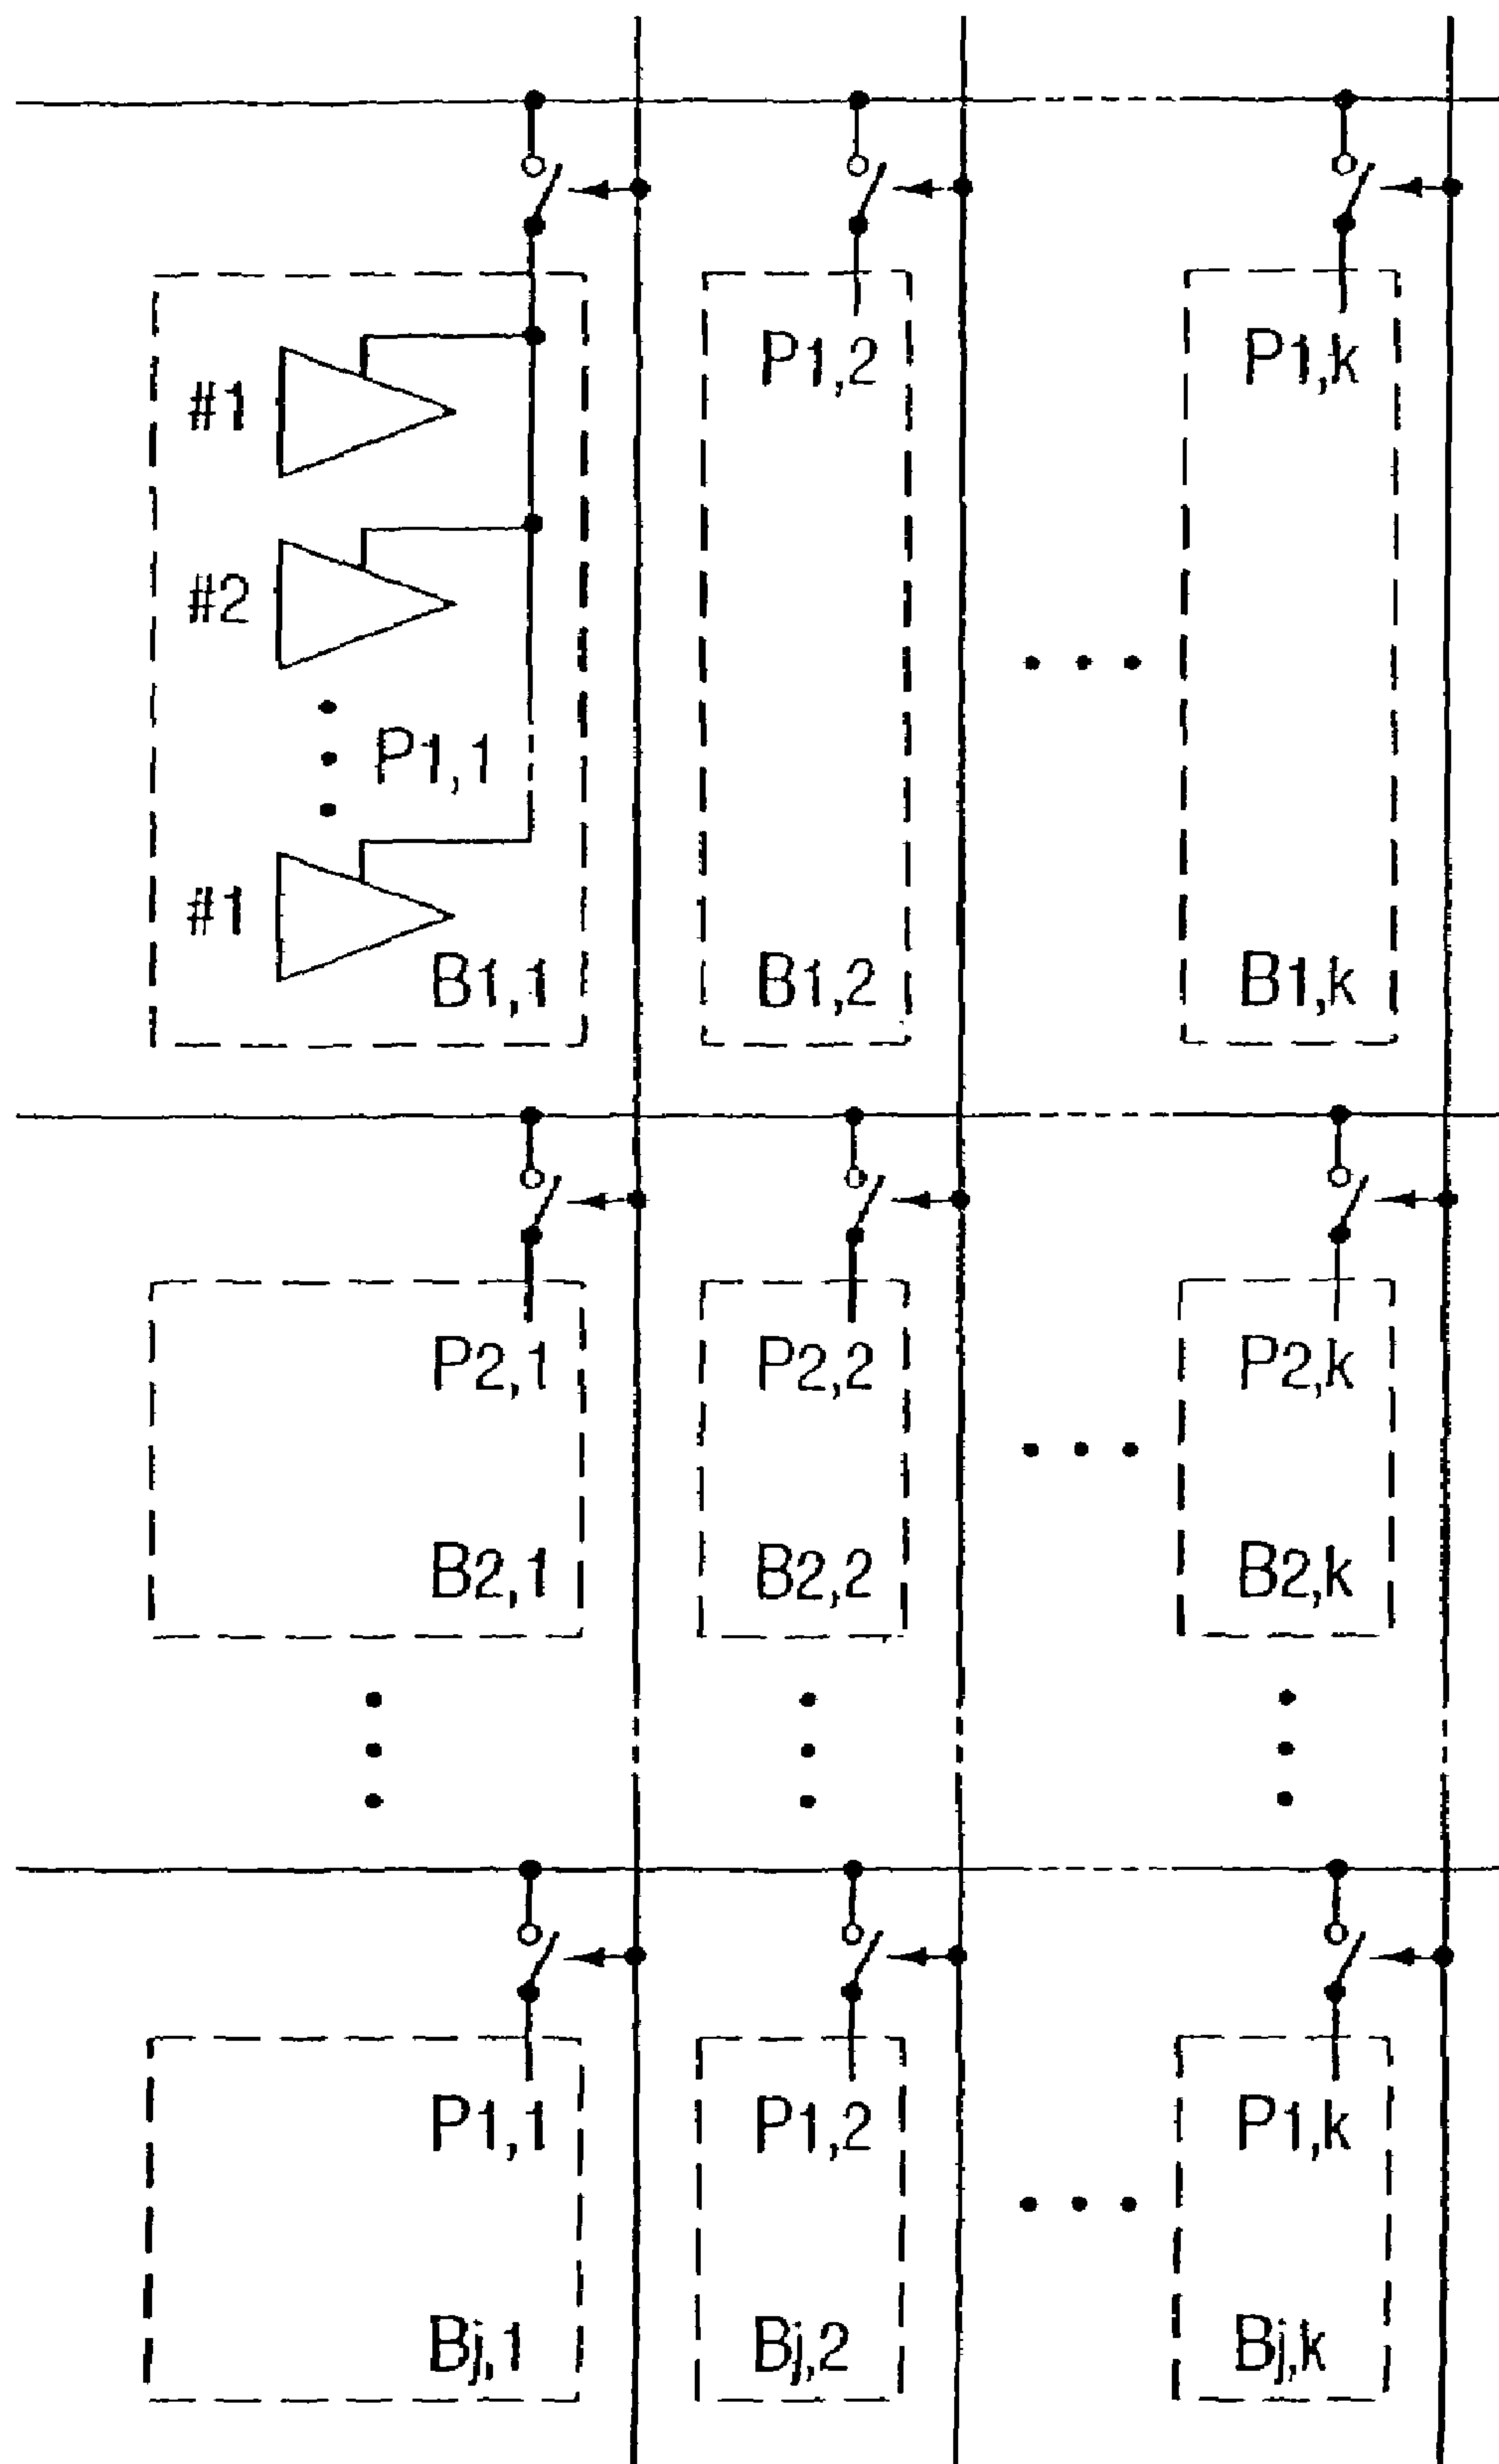 P1,2 P1,k
#1
#2
P1,1
#1
B1,1 B1,2 B1,k
P2,1 P2,2 P2,k
B2,1 B2,2 B2,k
P1,1 P1,2 P1,k
Bj,1 Bj,2 Bj,k